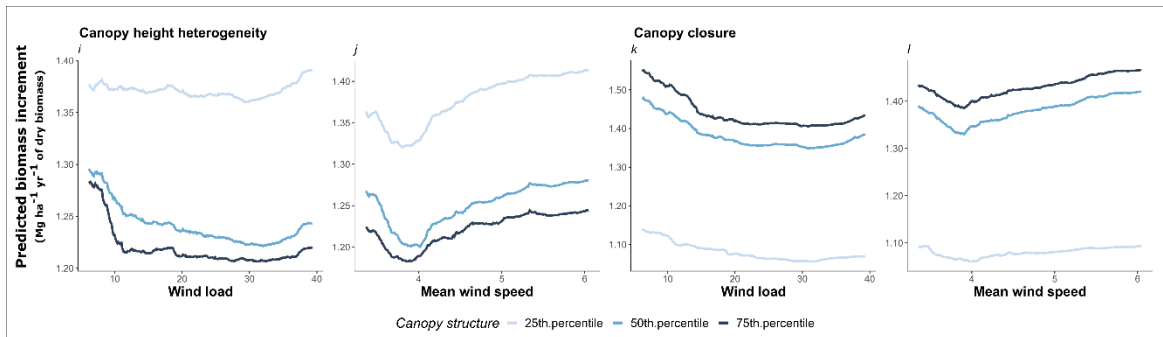 Canopy height heterogeneity
Canopy closure
i
j
k
l
Predicted biomass increment
(Mg ha⁻¹ yr⁻¹ of dry biomass)
1.40
1.35
1.30
1.25
1.20
10
20
30
40
Wind load
1.40
1.35
1.30
1.25
1.20
4
5
6
Mean wind speed
1.50
1.40
1.30
1.20
1.10
10
20
30
40
Wind load
1.40
1.30
1.20
1.10
4
5
6
Mean wind speed
Canopy structure 25th.percentile 50th.percentile 75th.percentile